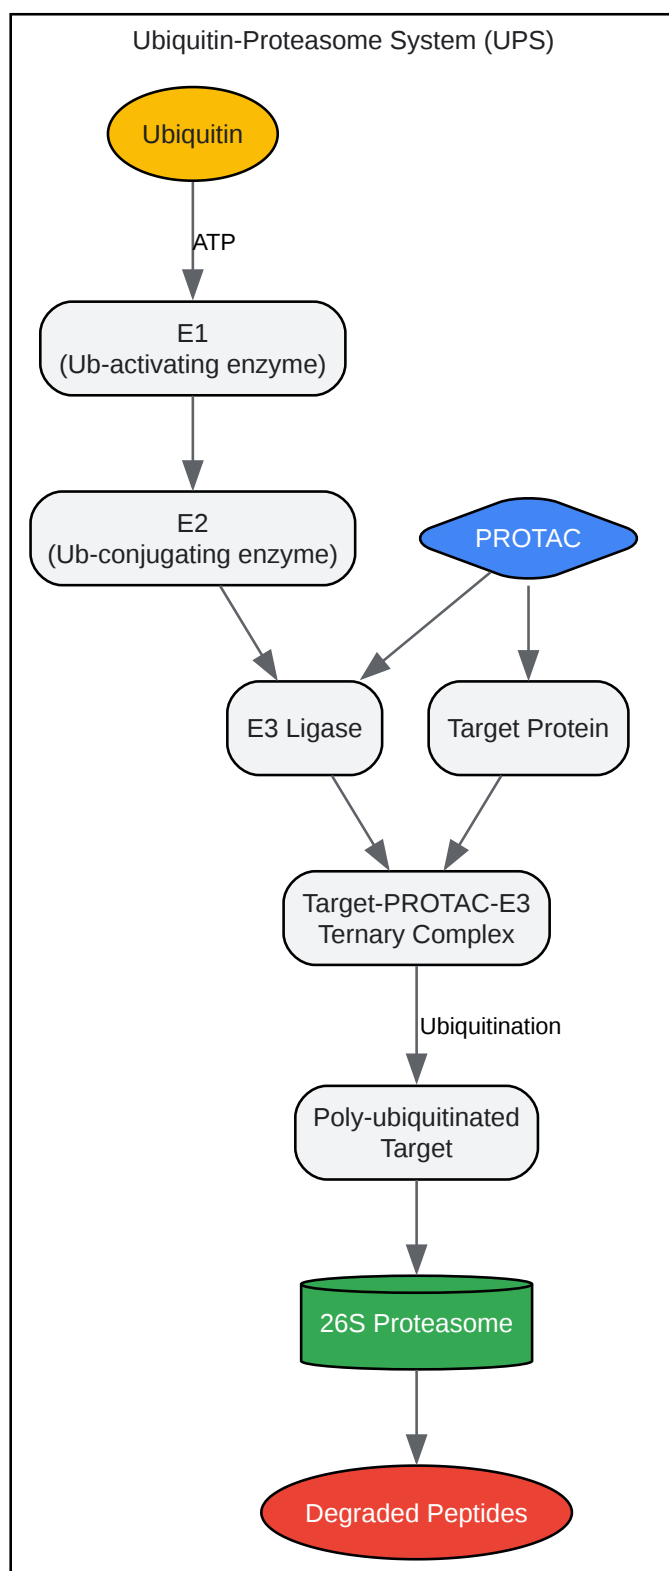 Ubiquitin-Proteasome System (UPS)
Ubiquitin
ATP
E1
(Ub-activating enzyme)
E2
(Ub-conjugating enzyme)
PROTAC
E3 Ligase
Target Protein
Target-PROTAC-E3
Ternary Complex
Ubiquitination
Poly-ubiquitinated
Target
26S Proteasome
Degraded Peptides